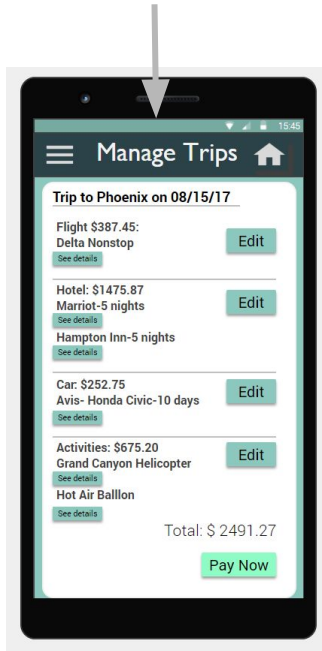 15:45
Manage Trips
Trip to Phoenix on 08/15/17
Flight $387.45:
Delta Nonstop
Edit
See details
Hotel: $1475.87
Marriot-5 nights
Edit
See details
Hampton Inn-5 nights
See details
Car: $252.75
Avis- Honda Civic-10 days
Edit
See details
Activities: $675.20
Grand Canyon Helicopter
Edit
See details
Hot Air Ballon
See details
Total: $ 2491.27
Pay Now